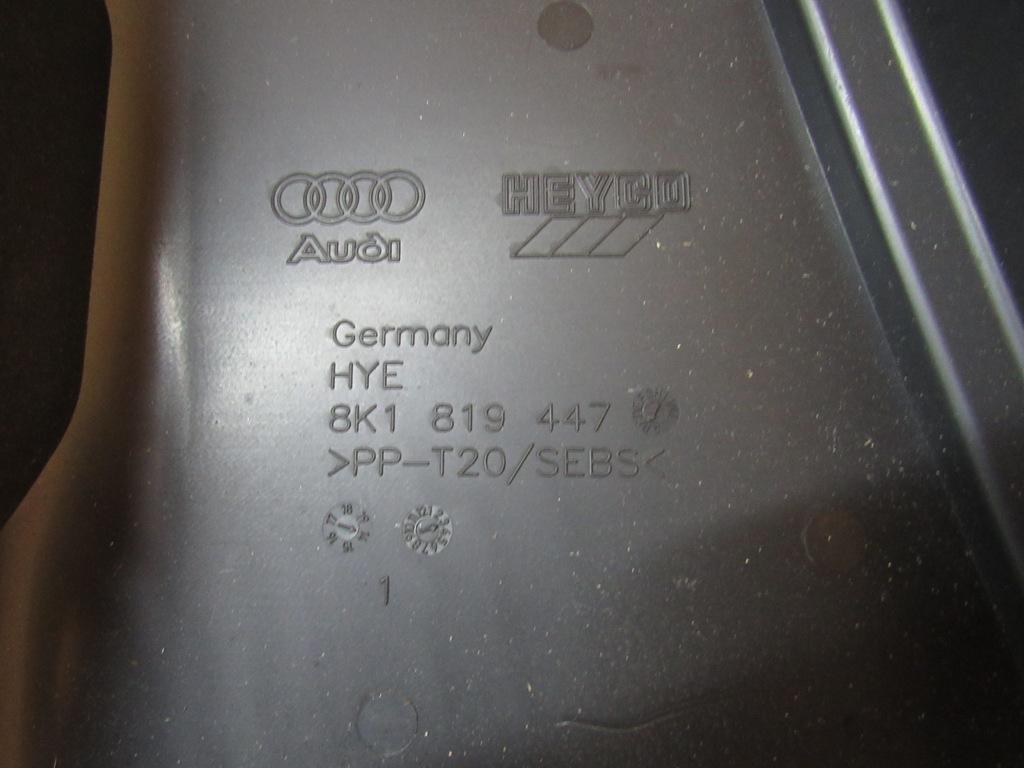 Audi
HEYCO
Germany
HYE
8K1 819 447
>PP-T20/SEBS<
1